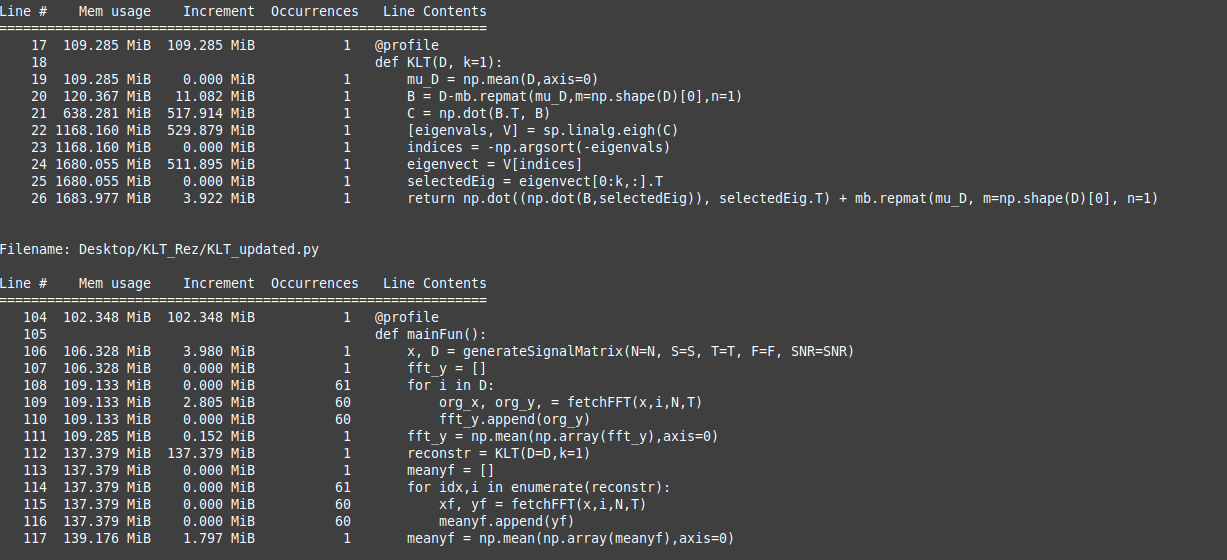 Line #    Mem usage    Increment  Occurrences   Line Contents
============================================================
    17  109.285 MiB  109.285 MiB           1   @profile
    18                                         def KLT(D, k=1):
    19  109.285 MiB    0.000 MiB           1       mu_D = np.mean(D,axis=0)
    20  120.367 MiB   11.082 MiB           1       B = D-mb.repmat(mu_D,m=np.shape(D)[0],n=1)
    21  638.281 MiB  517.914 MiB           1       C = np.dot(B.T, B)
    22 1168.160 MiB  529.879 MiB           1       [eigenvals, V] = sp.linalg.eigh(C)
    23 1168.160 MiB    0.000 MiB           1       indices = -np.argsort(-eigenvals)
    24 1680.055 MiB  511.895 MiB           1       eigenvect = V[indices]
    25 1680.055 MiB    0.000 MiB           1       selectedEig = eigenvect[0:k,:].T
    26 1683.977 MiB    3.922 MiB           1       return np.dot((np.dot(B,selectedEig)), selectedEig.T) + mb.repmat(mu_D, m=np.shape(D)[0], n=1)
Filename: Desktop/KLT_Rez/KLT_updated.py
Line #    Mem usage    Increment  Occurrences   Line Contents
============================================================
   104  102.348 MiB  102.348 MiB           1   @profile
   105                                         def mainFun():
   106  106.328 MiB    3.980 MiB           1       x, D = generateSignalMatrix(N=N, S=S, T=T, F=F, SNR=SNR)
   107  106.328 MiB    0.000 MiB           1       fft_y = []
   108  109.133 MiB    0.000 MiB          61       for i in D:
   109  109.133 MiB    2.805 MiB          60           org_x, org_y, = fetchFFT(x,i,N,T)
   110  109.133 MiB    0.000 MiB          60           fft_y.append(org_y)
   111  109.285 MiB    0.152 MiB           1       fft_y = np.mean(np.array(fft_y),axis=0)
   112  137.379 MiB  137.379 MiB           1       reconstr = KLT(D=D,k=1)
   113  137.379 MiB    0.000 MiB           1       meanyf = []
   114  137.379 MiB    0.000 MiB          61       for idx,i in enumerate(reconstr):
   115  137.379 MiB    0.000 MiB          60           xf, yf = fetchFFT(x,i,N,T)
   116  137.379 MiB    0.000 MiB          60           meanyf.append(yf)
   117  139.176 MiB    1.797 MiB           1       meanyf = np.mean(np.array(meanyf),axis=0)